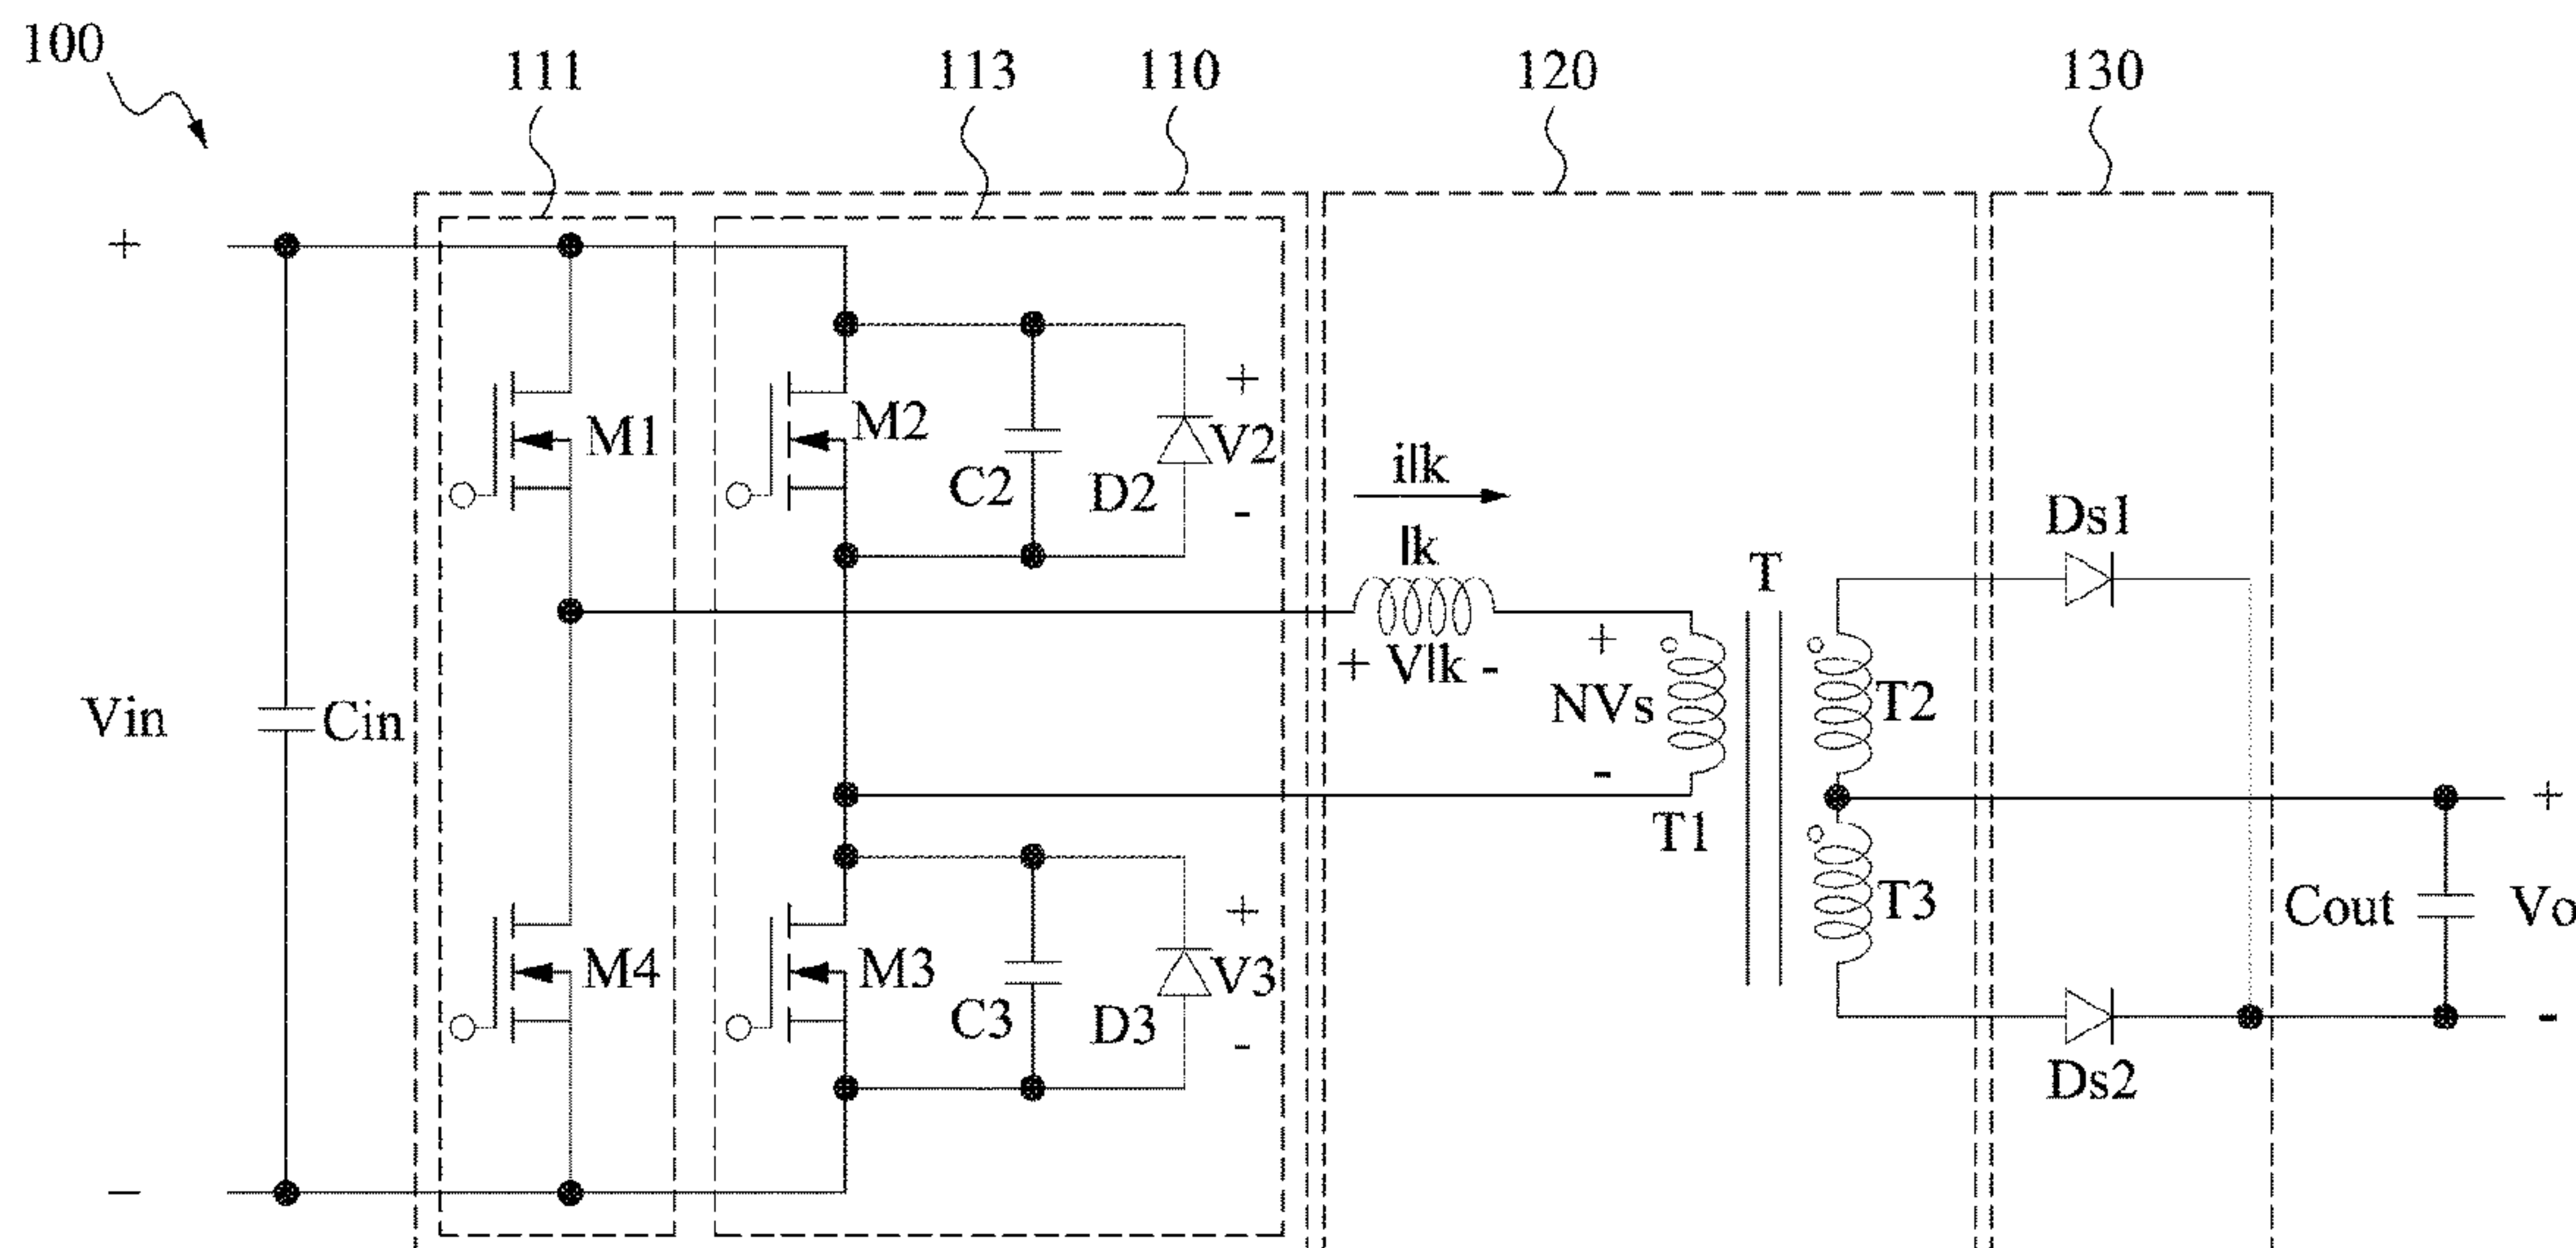 100
111
113
110
120
130
+
M1
M2
C2
D2
+
V2
-
ilk
lk
+ Vlk -
Vin
Cin
+
NVs
-
T1
T
T2
T3
Ds1
Ds2
+
Cout
Vo
-
M4
M3
C3
D3
+
V3
-
–